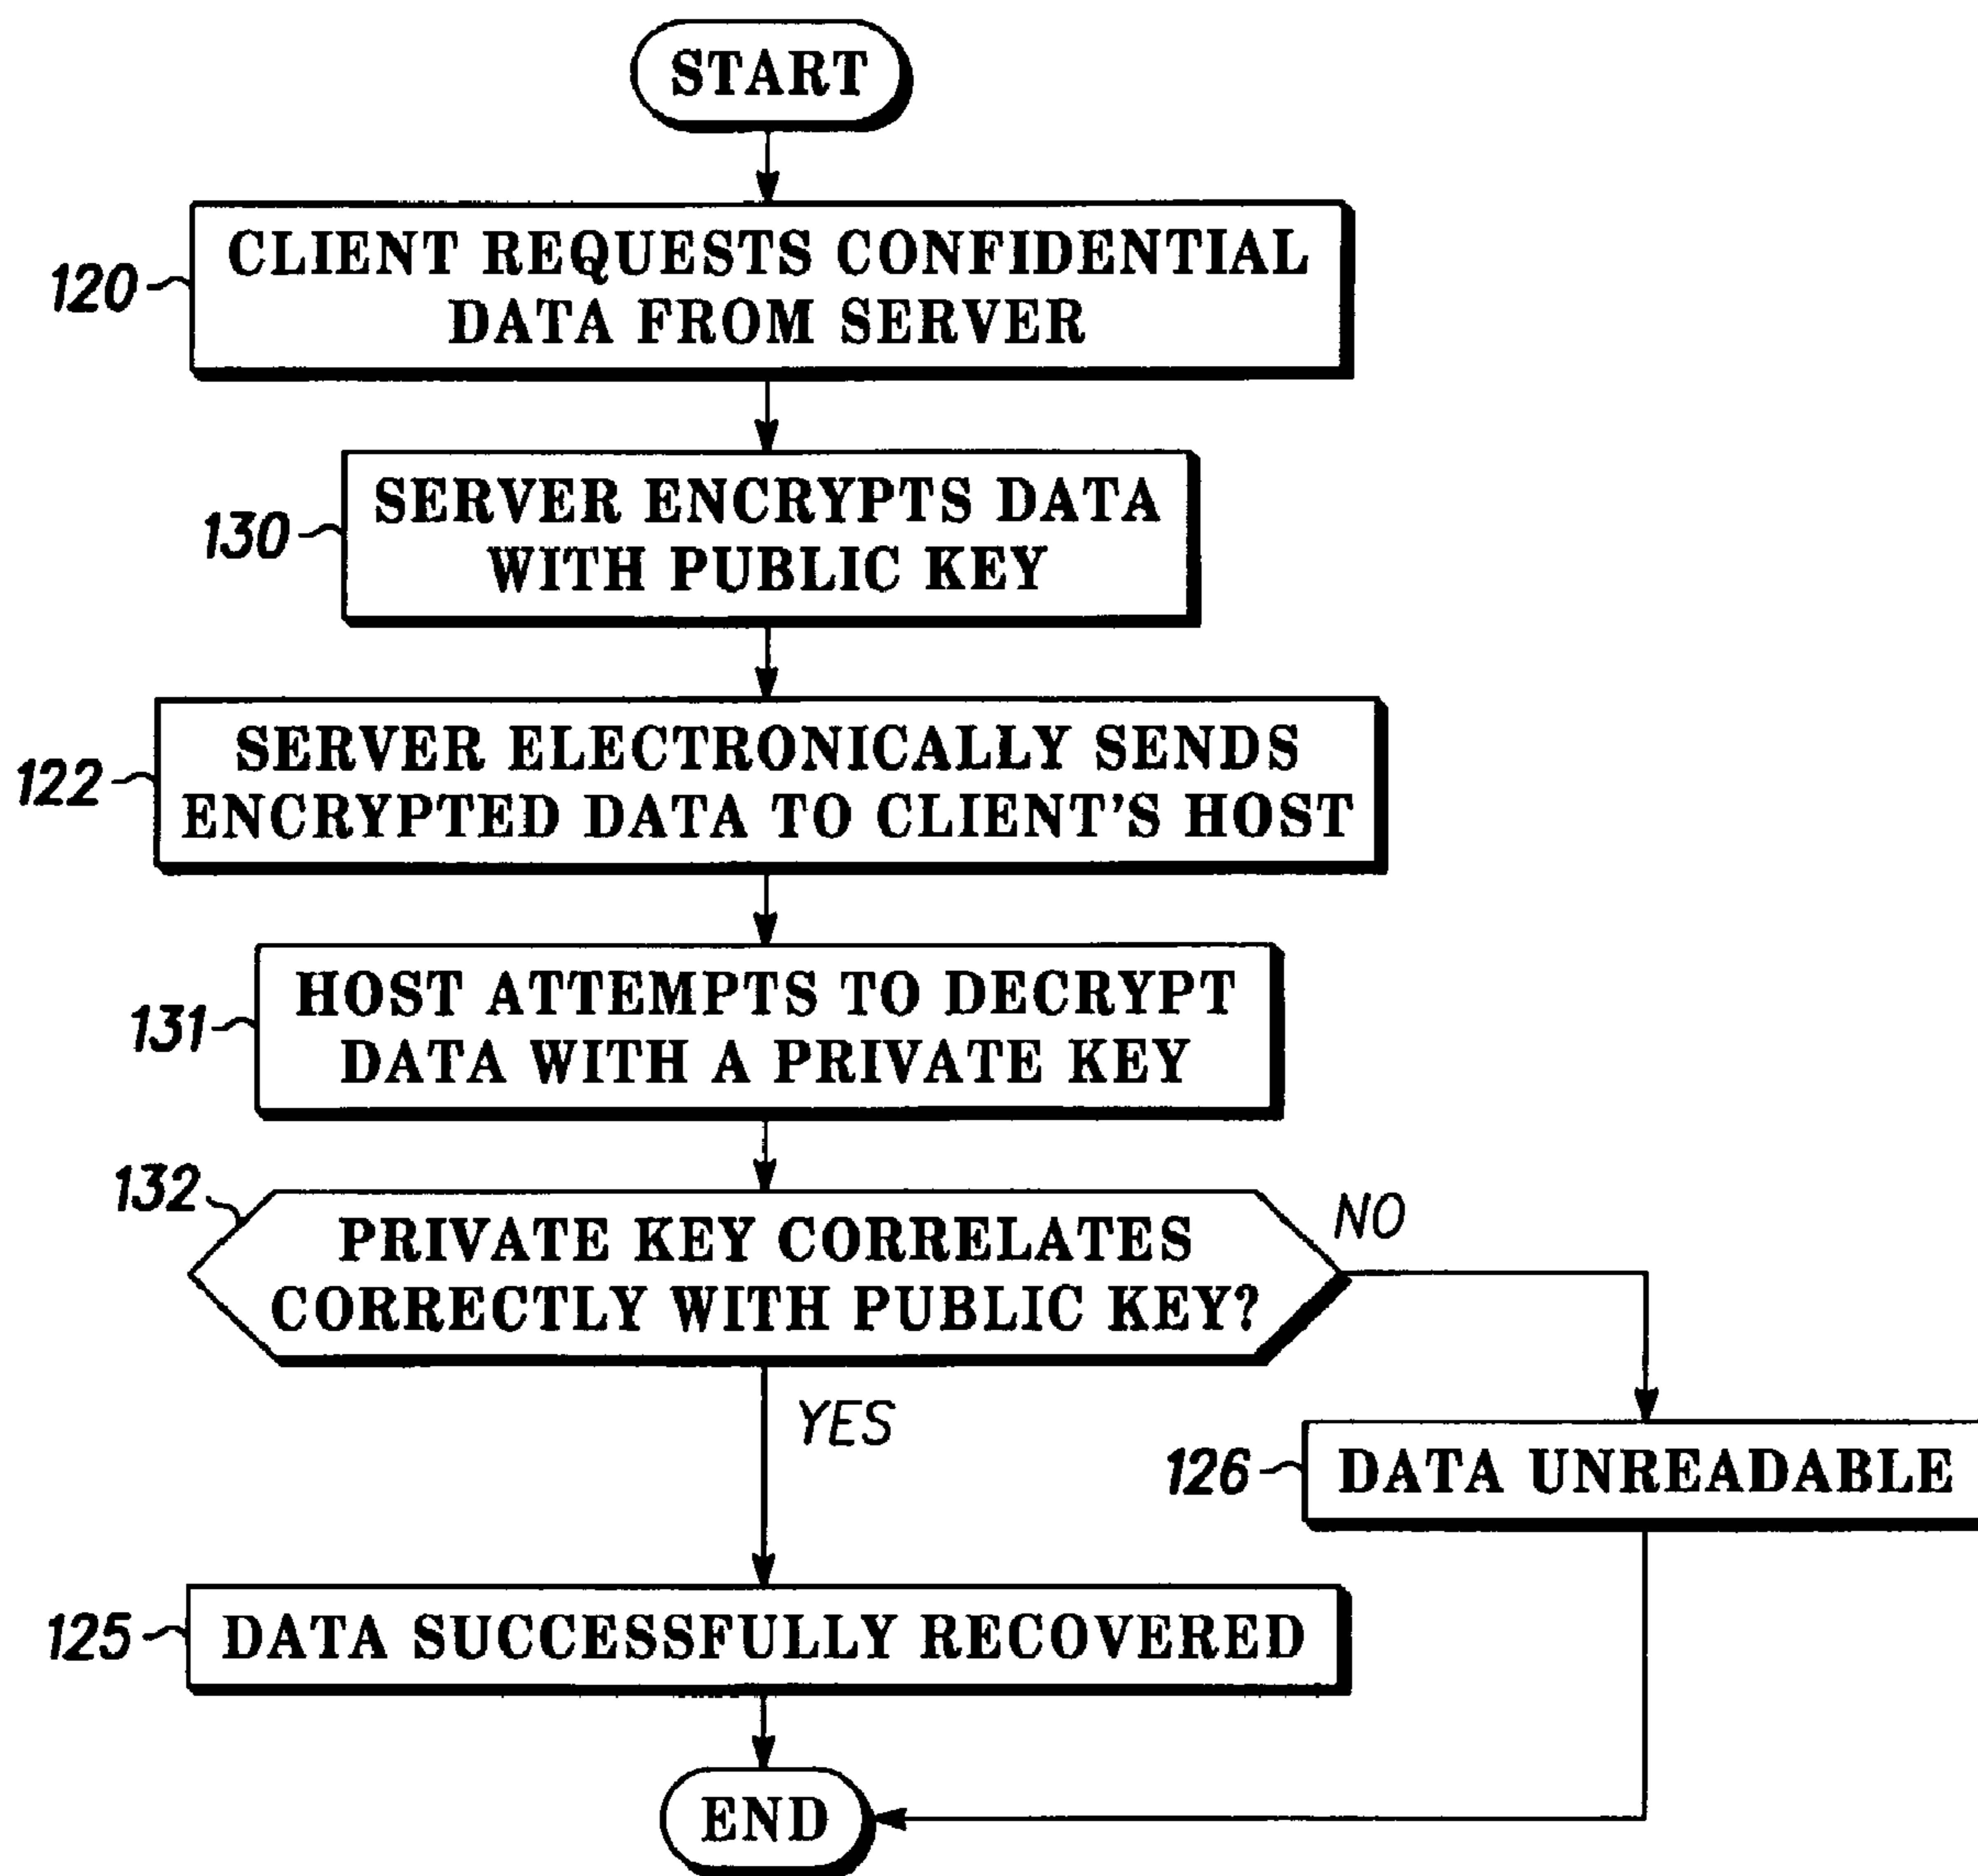 START
120
CLIENT REQUESTS CONFIDENTIAL
DATA FROM SERVER
130
SERVER ENCRYPTS DATA
WITH PUBLIC KEY
122
SERVER ELECTRONICALLY SENDS
ENCRYPTED DATA TO CLIENT'S HOST
131
HOST ATTEMPTS TO DECRYPT
DATA WITH A PRIVATE KEY
132
PRIVATE KEY CORRELATES
CORRECTLY WITH PUBLIC KEY?
NO
YES
126
DATA UNREADABLE
125
DATA SUCCESSFULLY RECOVERED
END